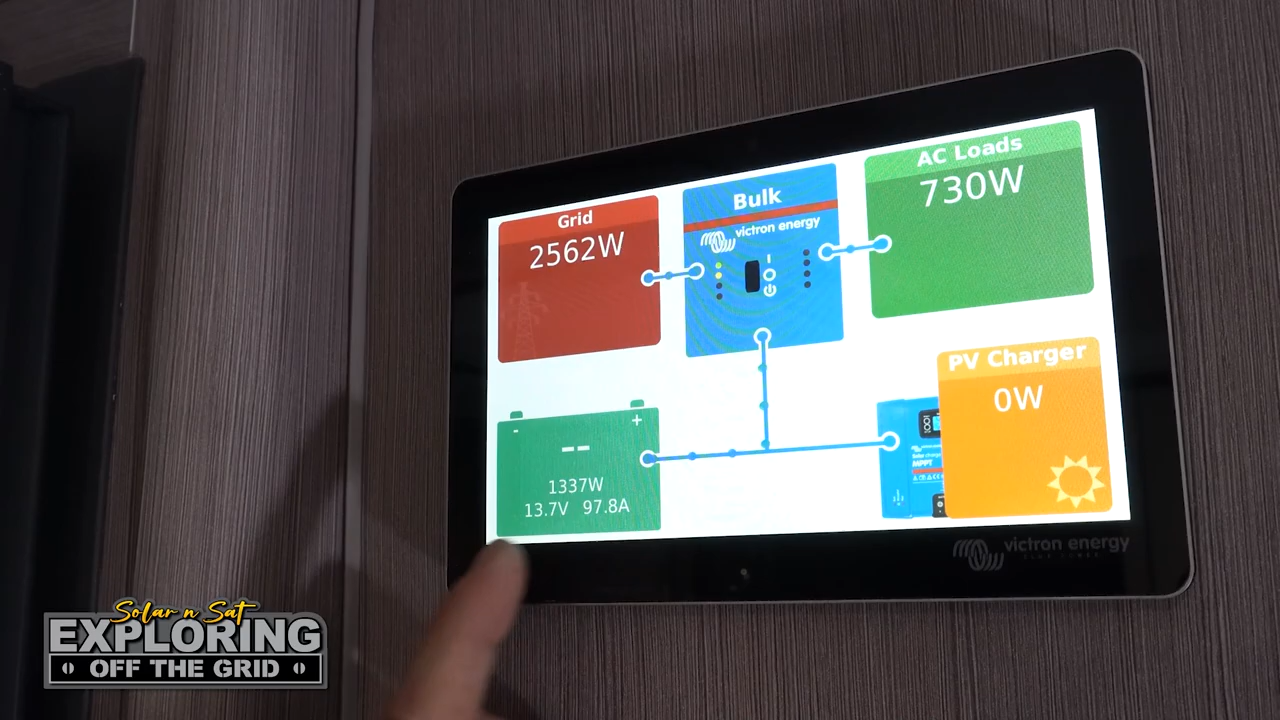 Grid
2562W
Bulk
victron energy
AC Loads
730W
PV Charger
0W
- +
--
1337W
13.7V 97.8A
MPPT
victron energy
Solar n Sat
EXPLORING
OFF THE GRID